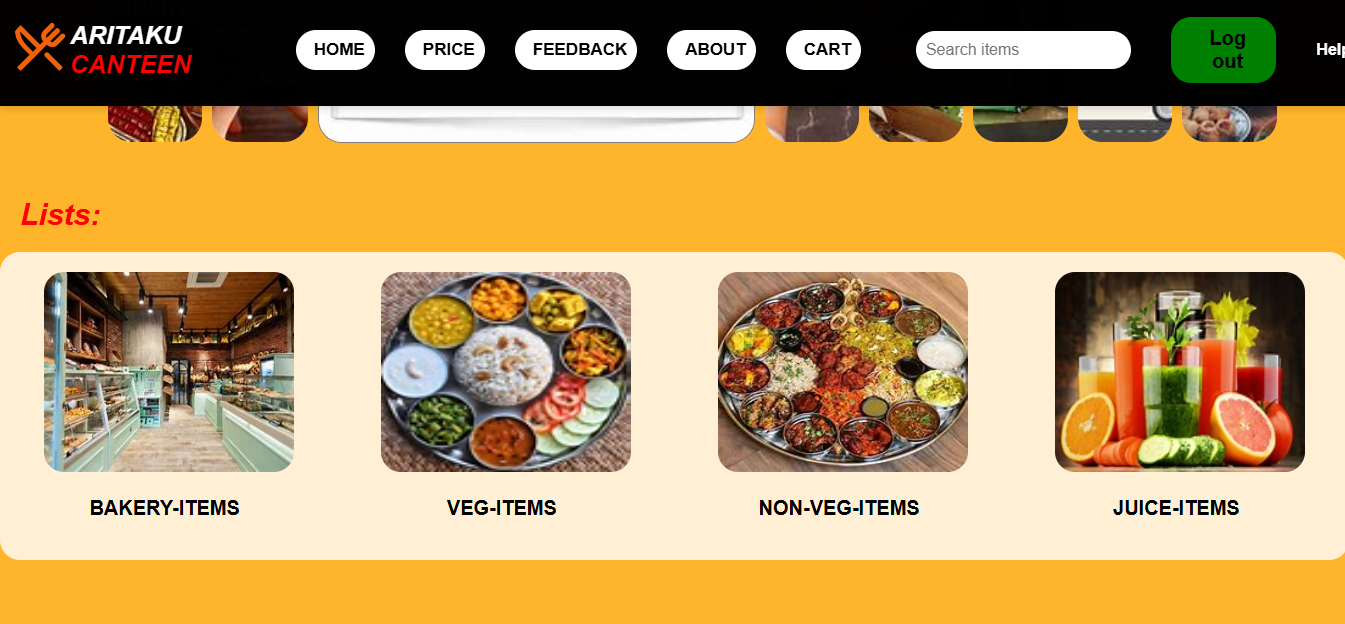 ARITAKU
CANTEEN
HOME
PRICE
FEEDBACK
ABOUT
CART
Search items
Log
out
Help
Lists:
BAKERY-ITEMS
VEG-ITEMS
NON-VEG-ITEMS
JUICE-ITEMS